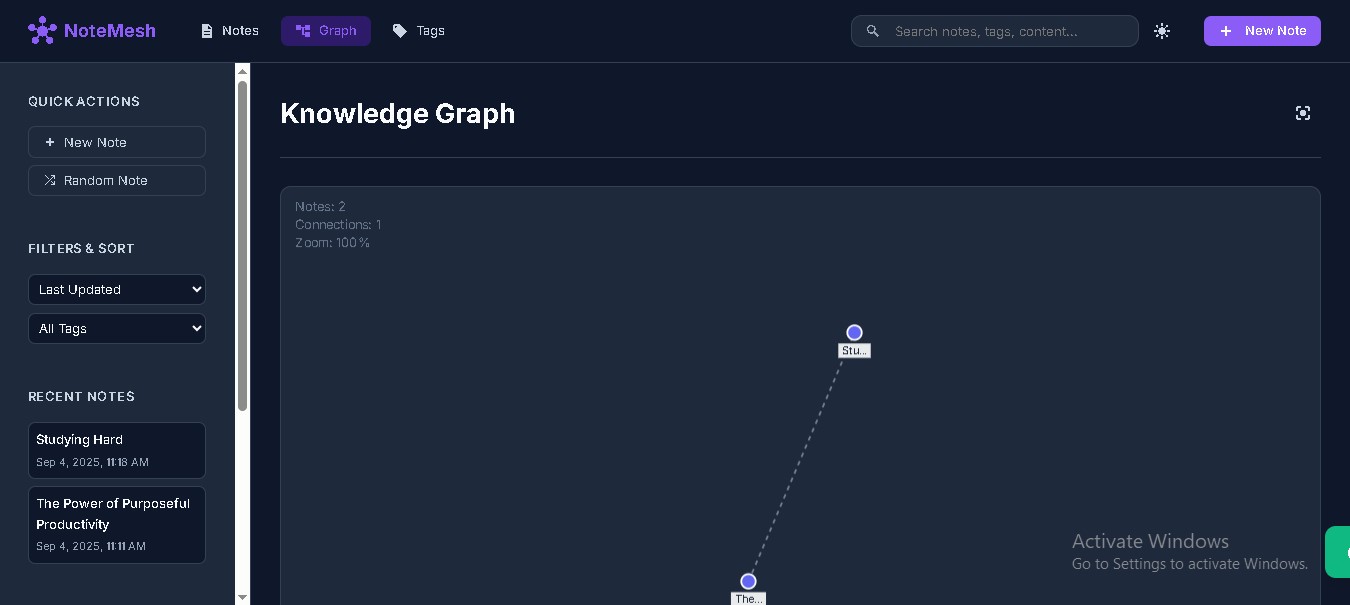 NoteMesh
Notes
Graph
Tags
Search notes, tags, content...
New Note
QUICK ACTIONS
New Note
Random Note
FILTERS & SORT
Last Updated
All Tags
RECENT NOTES
Studying Hard
Sep 4, 2025, 11:18 AM
The Power of Purposeful
Productivity
Sep 4, 2025, 11:11 AM
Knowledge Graph
Notes: 2
Connections: 1
Zoom: 100%
Stu...
The...
Activate Windows
Go to Settings to activate Windows.